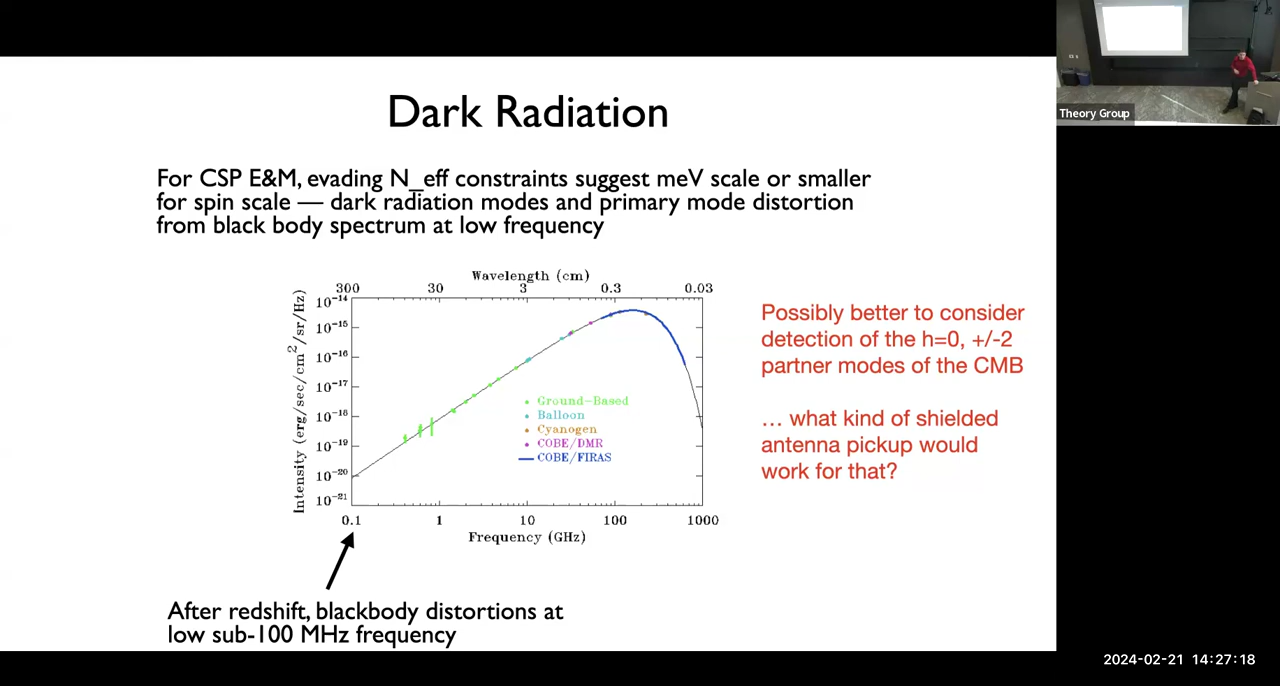 Theory Group
Dark Radiation
For CSP E&M, evading N_eff constraints suggest meV scale or smaller
for spin scale — dark radiation modes and primary mode distortion
from black body spectrum at low frequency
Wavelength (cm)
300 30 3 0.3 0.03
Intensity (erg/sec/cm²/sr/Hz)
10⁻¹⁴
10⁻¹⁵
10⁻¹⁶
10⁻¹⁷
10⁻¹⁸
10⁻¹⁹
10⁻²⁰
10⁻²¹
Ground-Based
Balloon
Cyanogen
COBE/DMR
COBE/FIRAS
0.1 1 10 100 1000
Frequency (GHz)
Possibly better to consider
detection of the h=0, +/-2
partner modes of the CMB
… what kind of shielded
antenna pickup would
work for that?
After redshift, blackbody distortions at
low sub-100 MHz frequency
2024-02-21 14:27:18